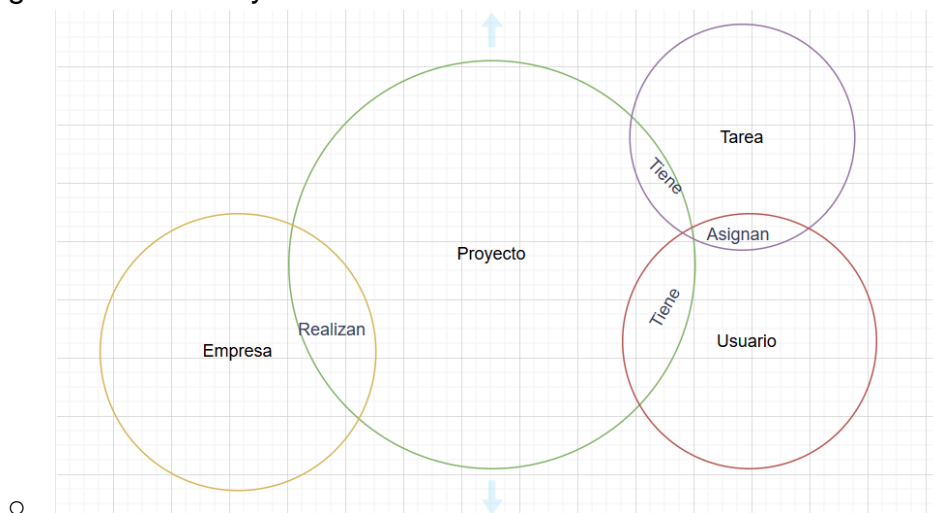 Tarea
Tiene
Asignan
Proyecto
Tiene
Realizan
Usuario
Empresa